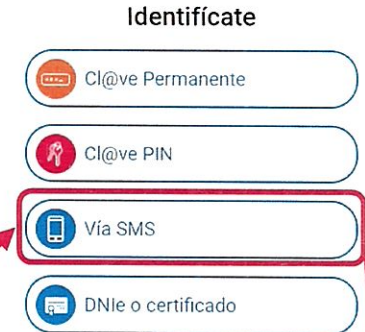 Identifícate
Cl@ve Permanente
Cl@ve PIN
Vía SMS
DNIe o certificado